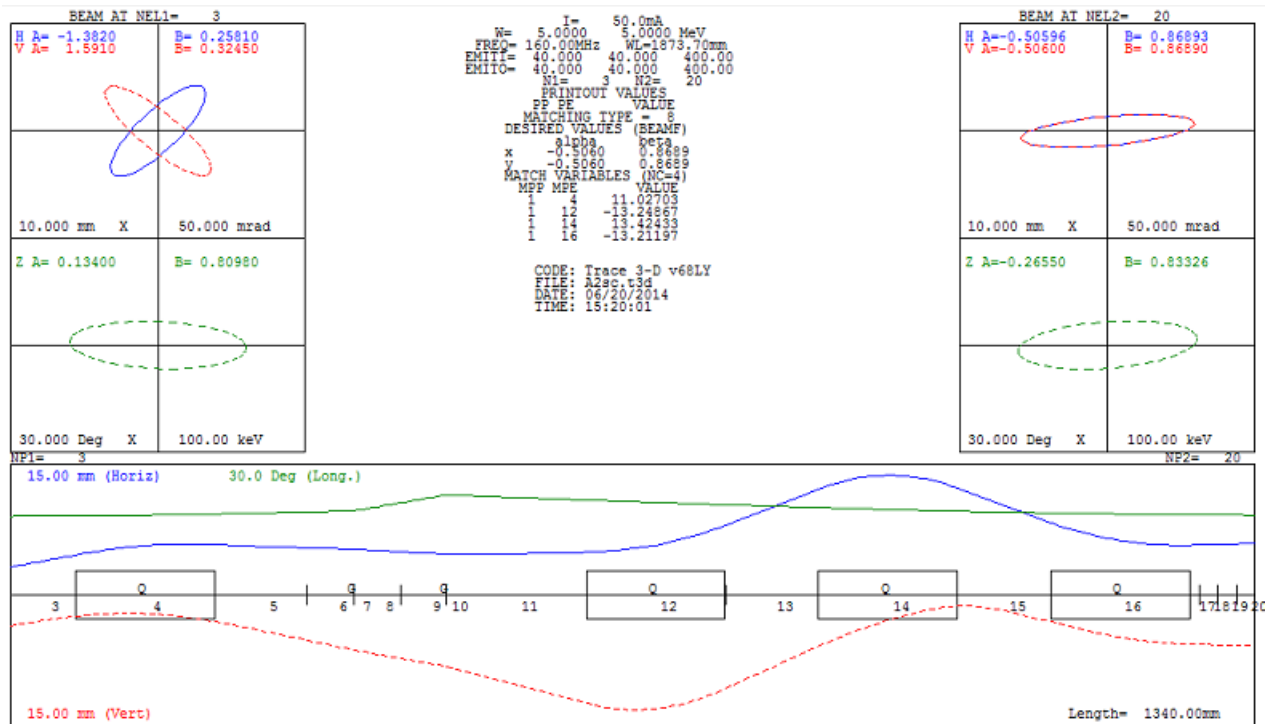 BEAM AT NEL1= 3
H A= -1.3820 B= 0.25810
V A= 1.5910 B= 0.32450
10.000 mm X 50.000 mrad
Z A= 0.13400 B= 0.80980
30.000 Deg X 100.00 keV
NP1= 3
I= 50.0mA
W= 5.0000 5.0000 MeV
FREQ= 160.00MHz WL=1873.70mm
EMITI= 40.000 40.000 400.00
EMITO= 40.000 40.000 400.00
N1= 3 N2= 20
PRINTOUT VALUES
PP PE VALUE
MATCHING TYPE = 8
DESIRED VALUES (BEAMF)
alpha beta
x -0.5060 0.8689
y -0.5060 0.8689
MATCH VARIABLES (NC=4)
MPP MPE VALUE
1 4 11.02703
1 12 -13.24867
1 14 13.42433
1 16 -13.21197
CODE: Trace 3-D v68LY
FILE: A2sc.t3d
DATE: 06/20/2014
TIME: 15:20:01
BEAM AT NEL2= 20
H A=-0.50596 B= 0.86893
V A=-0.50600 B= 0.86890
10.000 mm X 50.000 mrad
Z A=-0.26550 B= 0.83326
30.000 Deg X 100.00 keV
NP2= 20
15.00 mm (Horiz) 30.0 Deg (Long.)
Q G G Q Q Q
3 4 5 6 7 8 9 10 11 12 13 14 15 16 17 18 19 20
15.00 mm (Vert) Length= 1340.00mm